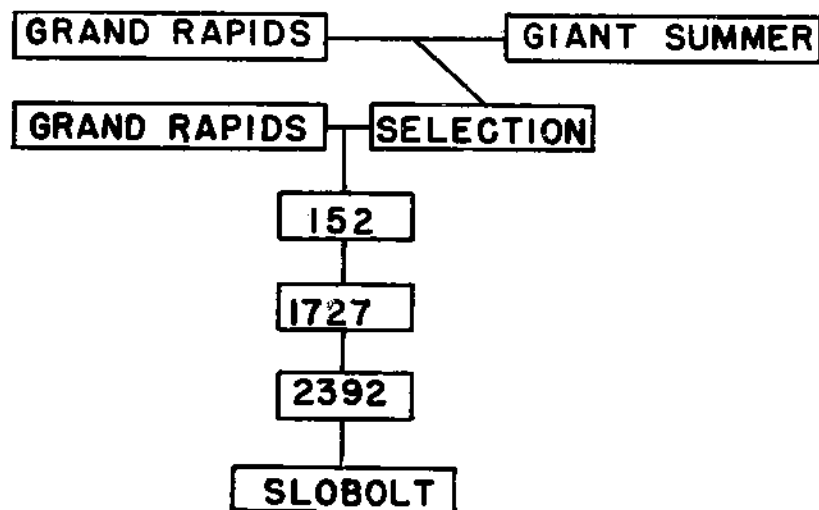 GRAND RAPIDS GIANT SUMMER
GRAND RAPIDS SELECTION
152
1727
2392
SLOBOLT